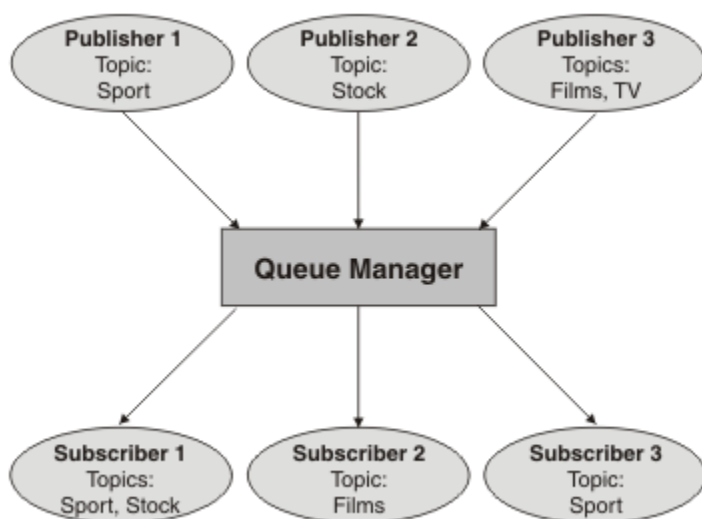 Publisher 1
Topic:
Sport
Publisher 2
Topic:
Stock
Publisher 3
Topics:
Films, TV
Queue Manager
Subscriber 1
Topics:
Sport, Stock
Subscriber 2
Topic:
Films
Subscriber 3
Topic:
Sport